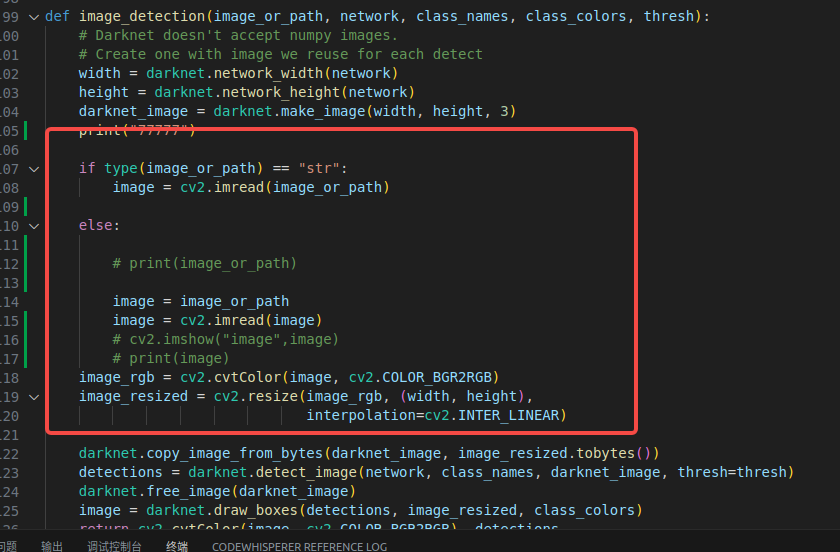 99 def image_detection(image_or_path, network, class_names, class_colors, thresh):
00 # Darknet doesn't accept numpy images.
01 # Create one with image we reuse for each detect
02 width = darknet.network_width(network)
03 height = darknet.network_height(network)
04 darknet_image = darknet.make_image(width, height, 3)
05 print("77777")
06
07 if type(image_or_path) == "str":
08 image = cv2.imread(image_or_path)
09
10 else:
11
12 # print(image_or_path)
13
14 image = image_or_path
15 image = cv2.imread(image)
16 # cv2.imshow("image",image)
17 # print(image)
18 image_rgb = cv2.cvtColor(image, cv2.COLOR_BGR2RGB)
19 image_resized = cv2.resize(image_rgb, (width, height),
20 interpolation=cv2.INTER_LINEAR)
21
22 darknet.copy_image_from_bytes(darknet_image, image_resized.tobytes())
23 detections = darknet.detect_image(network, class_names, darknet_image, thresh=thresh)
24 darknet.free_image(darknet_image)
25 image = darknet.draw_boxes(detections, image_resized, class_colors)
26 return cv2.cvtColor(image, cv2.COLOR_BGR2RGB), detections
问题 输出 调试控制台 终端 CODEWHISPERER REFERENCE LOG